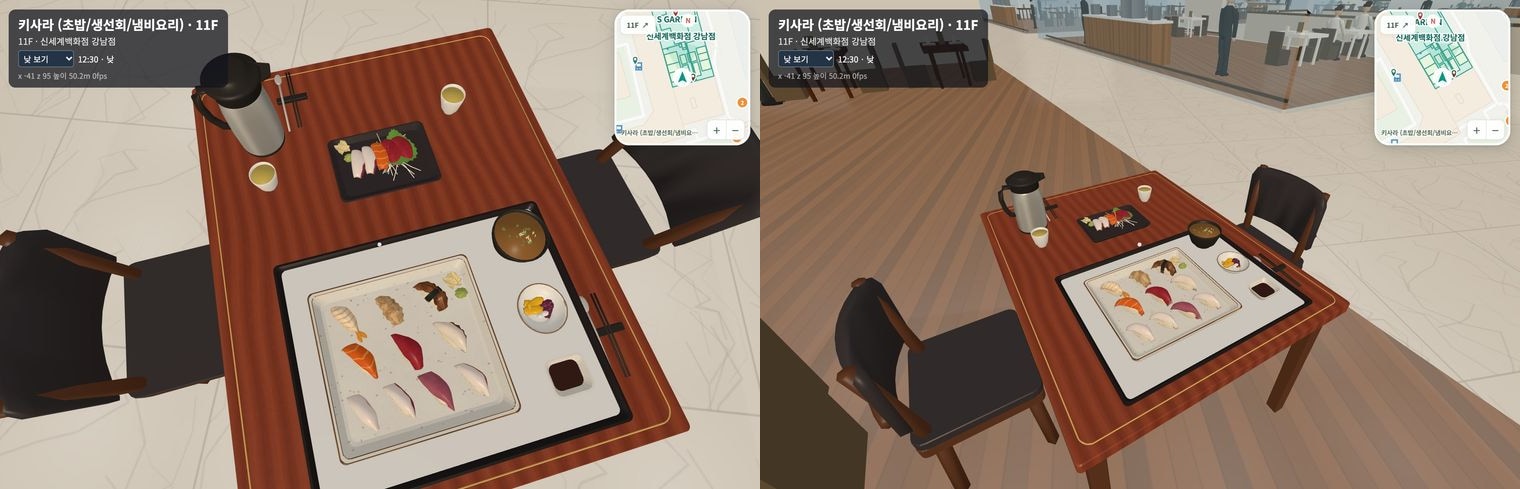 키사라 (초밥/생선회/냄비요리) · 11F
11F · 신세계백화점 강남점
낮 보기
12:30 · 낮
x -41 z 95 높이 50.2m 0fps
11F ↗
N
신세계백화점 강남점
2
키사라 (초밥/생선회/냄비요…
+ −
키사라 (초밥/생선회/냄비요리) · 11F
11F · 신세계백화점 강남점
낮 보기
12:30 · 낮
x -41 z 95 높이 50.2m 0fps
11F ↗
N
신세계백화점 강남점
키사라 (초밥/생선회/냄비요…
+ −